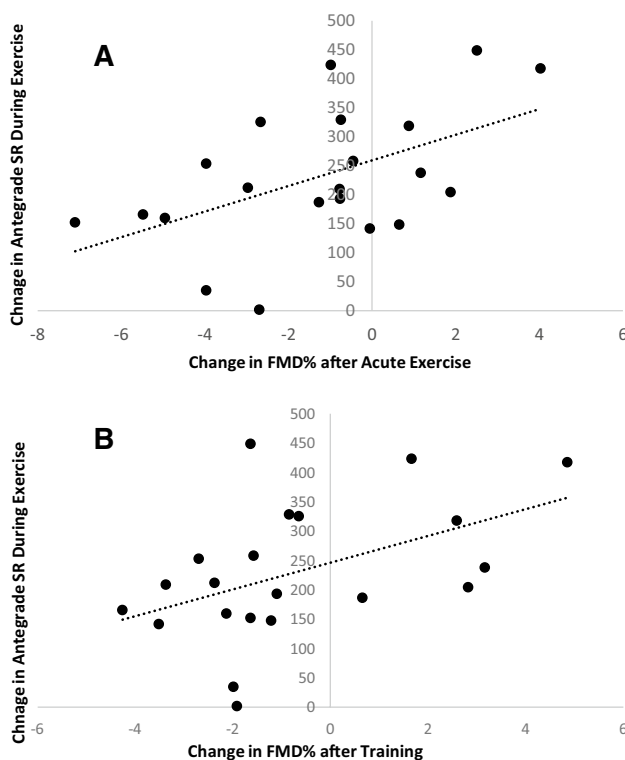 A
Chnage in Antegrade SR During Exercise
500
450
400
350
300
250
200
150
100
50
0
-8 -6 -4 -2 0 2 4 6
Change in FMD% after Acute Exercise
B
Chnage in Antegrade SR During Exercise
500
450
400
350
300
250
200
150
100
50
0
-6 -4 -2 0 2 4 6
Change in FMD% after Training